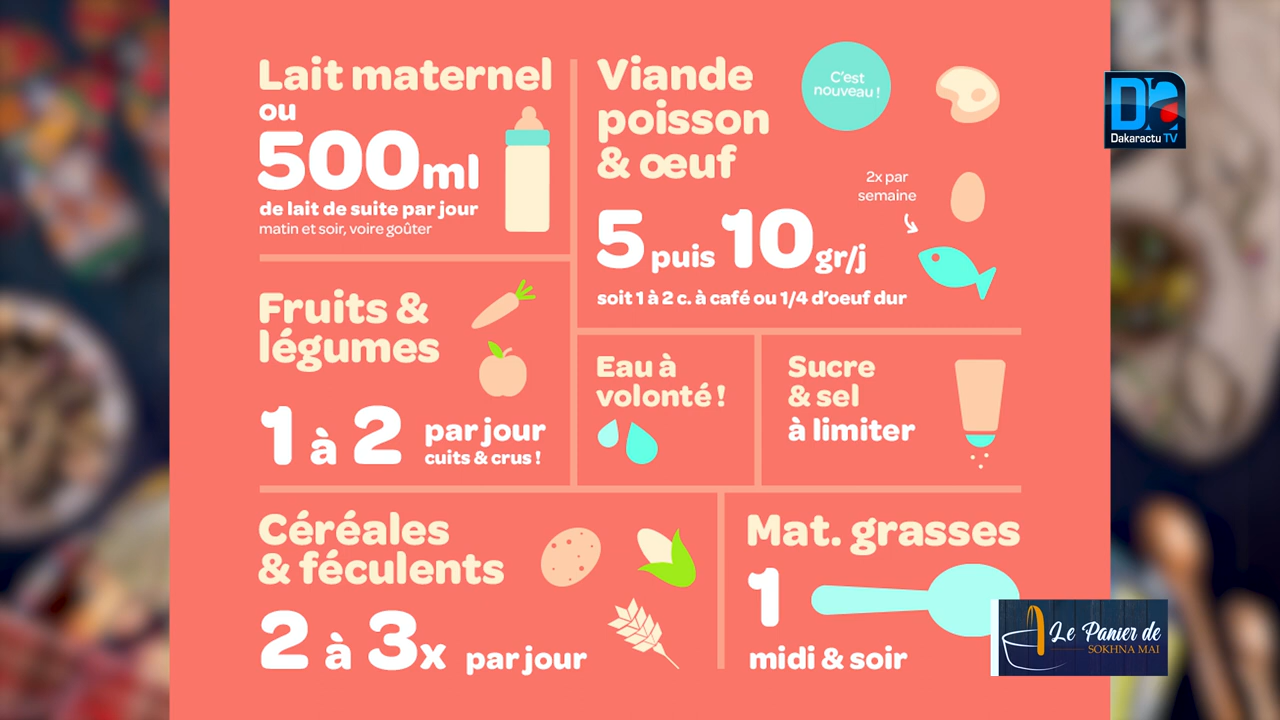 Lait maternel
ou
500ml
de lait de suite par jour
matin et soir, voire goûter
Viande
poisson
& œuf
C'est
nouveau !
2x par
semaine
5 puis 10gr/j
soit 1 à 2 c. à café ou 1/4 d'oeuf dur
Fruits &
légumes
1 à 2 par jour
cuits & crus !
Eau à
volonté !
Sucre
& sel
à limiter
Céréales
& féculents
2 à 3x par jour
Mat. grasses
1
midi & soir
Dakaractu TV
Le Panier de
SOKHNA MAI